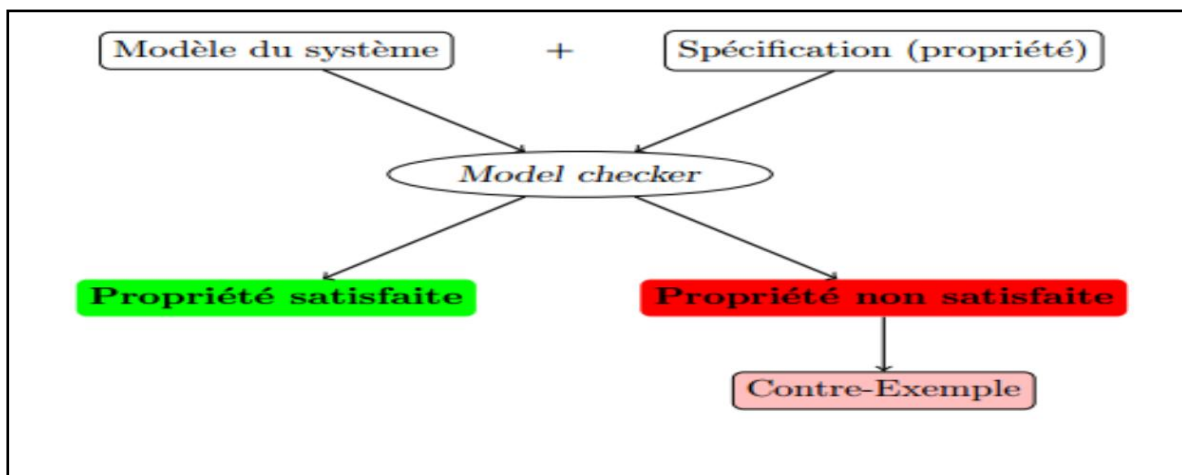 Modèle du système + Spécification (propriété)
Model checker
Propriété satisfaite Propriété non satisfaite
Contre-Exemple